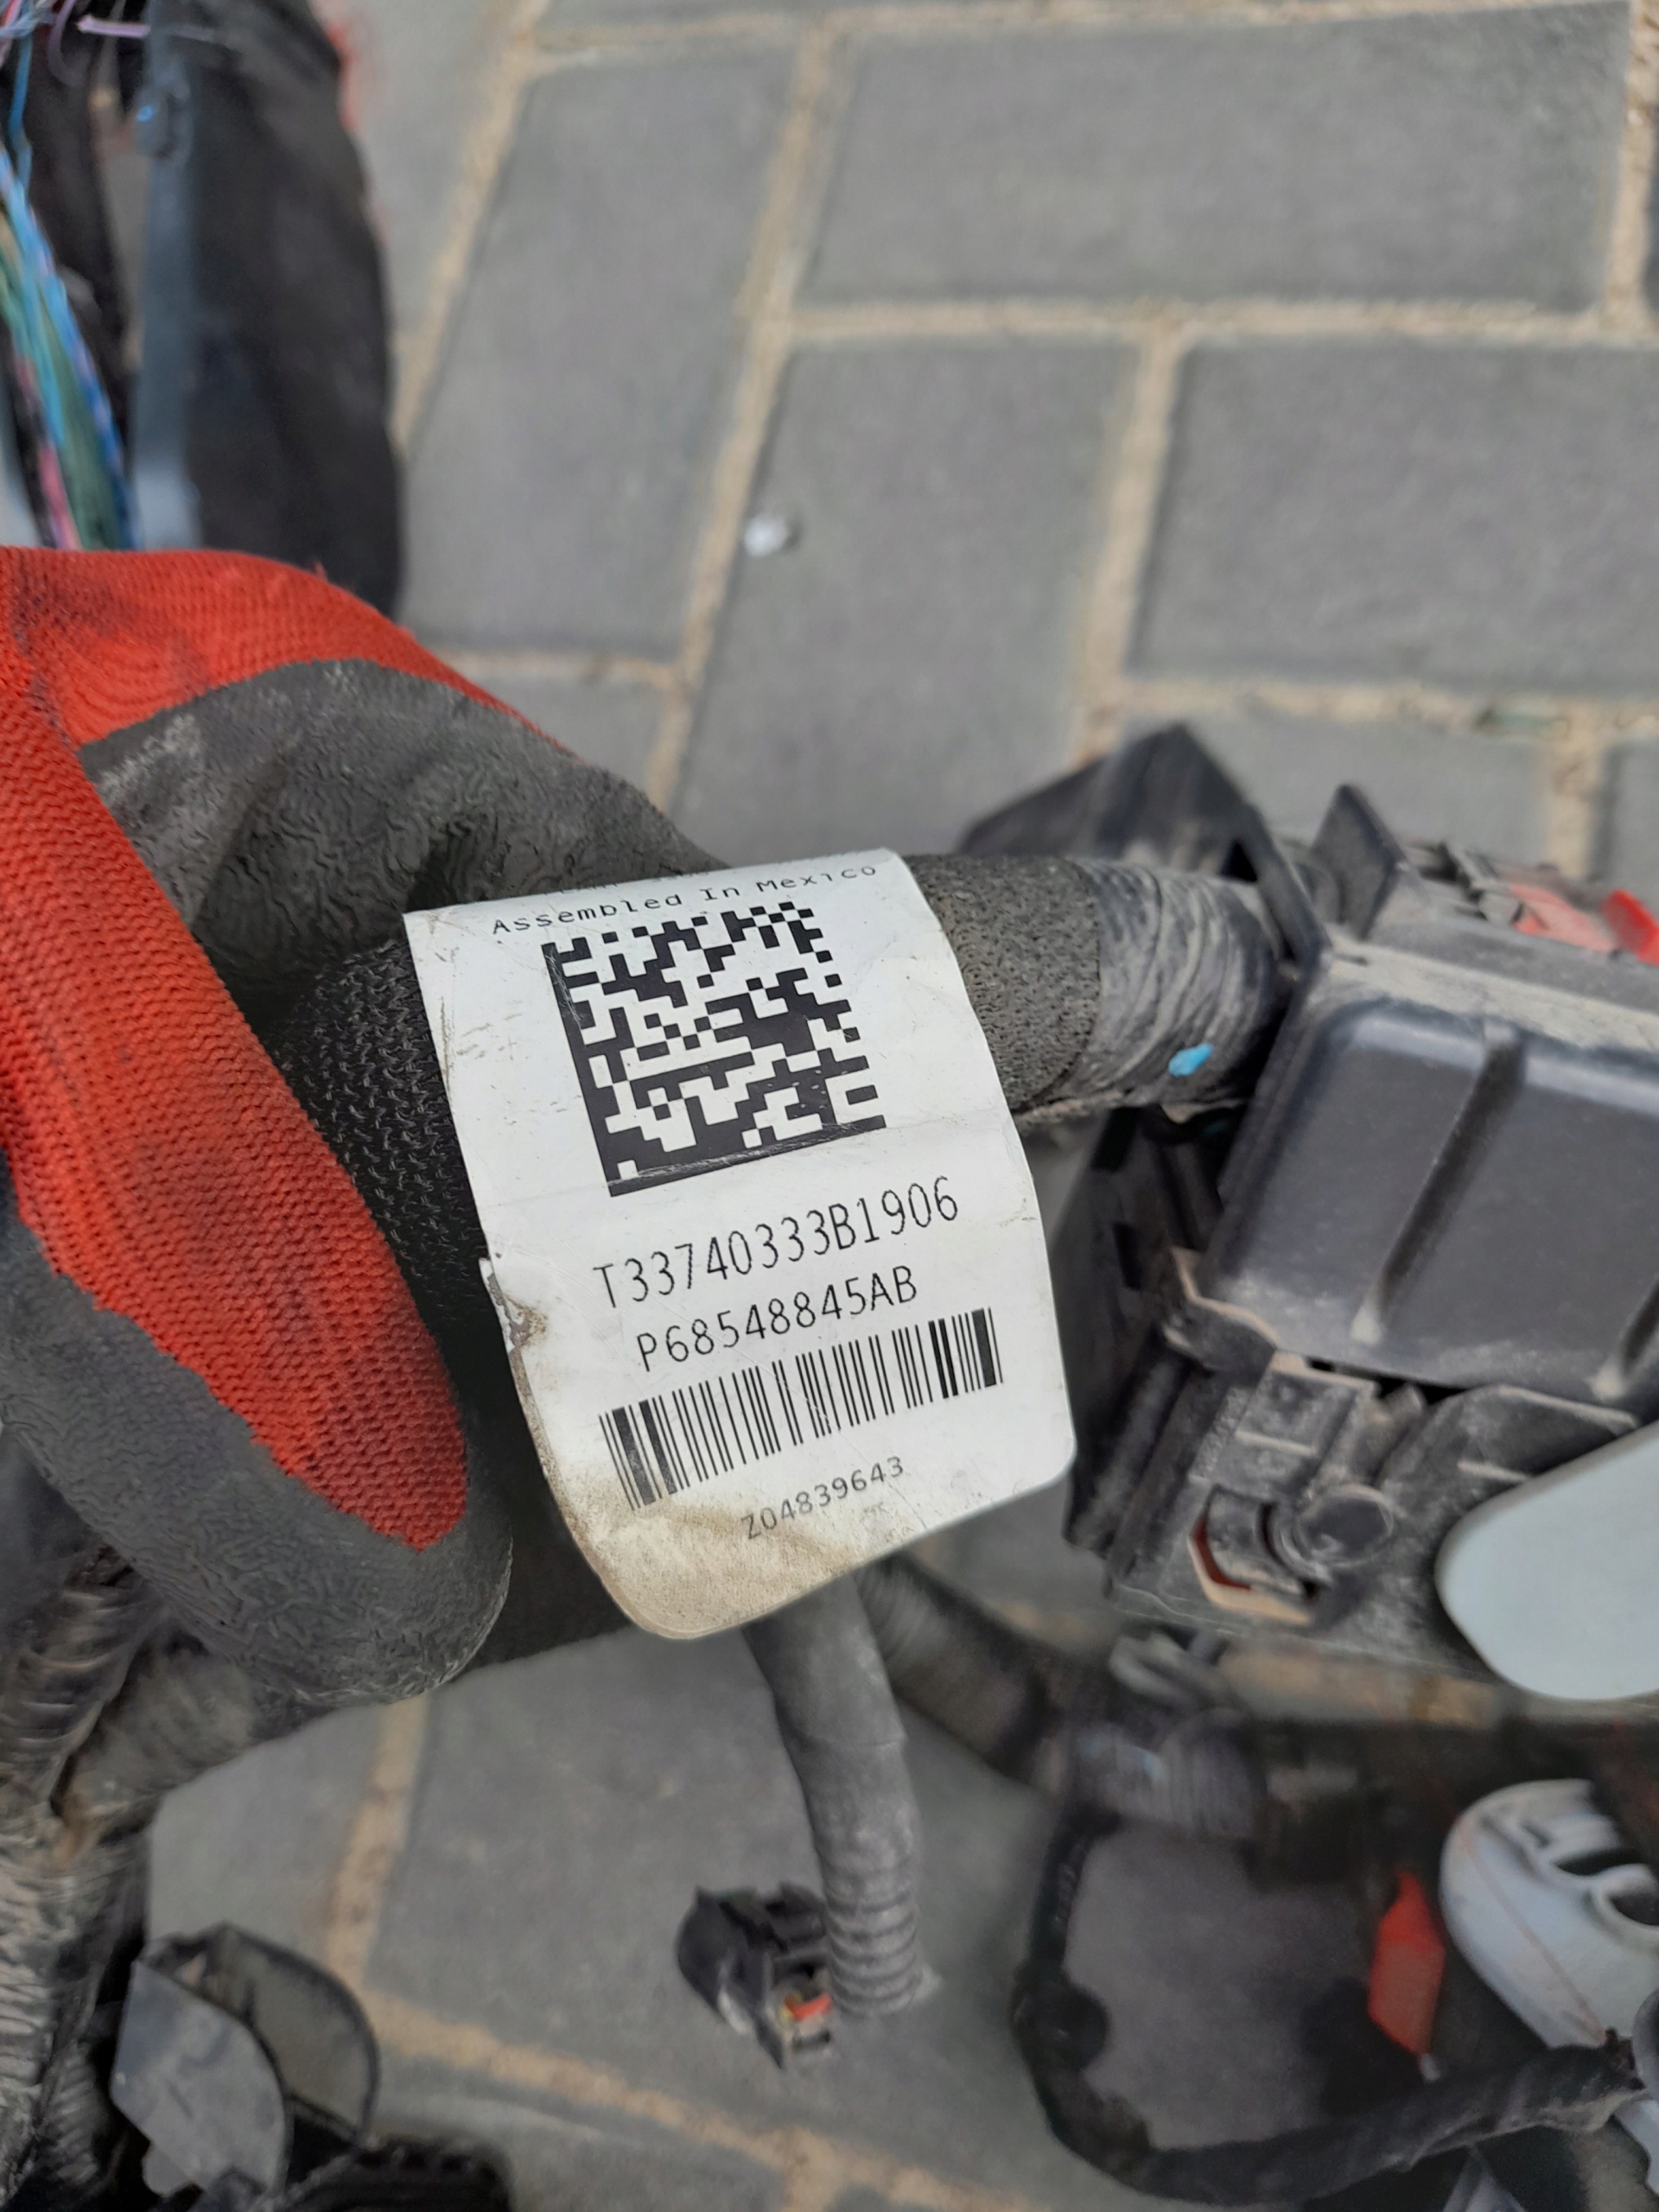 Assembled In Mexico
T33740333B1906
P68548845AB
Z04839643